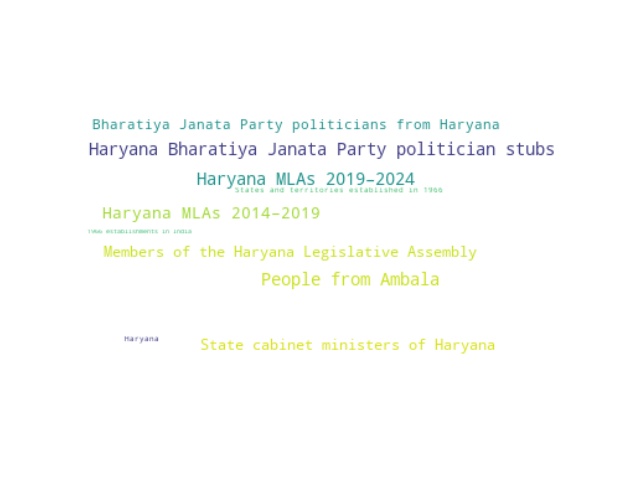 Bharatiya Janata Party politicians from Haryana
Haryana Bharatiya Janata Party politician stubs
Haryana MLAs 2019–2024
States and territories established in 1966
Haryana MLAs 2014–2019
1966 establishments in India
Members of the Haryana Legislative Assembly
People from Ambala
Haryana
State cabinet ministers of Haryana